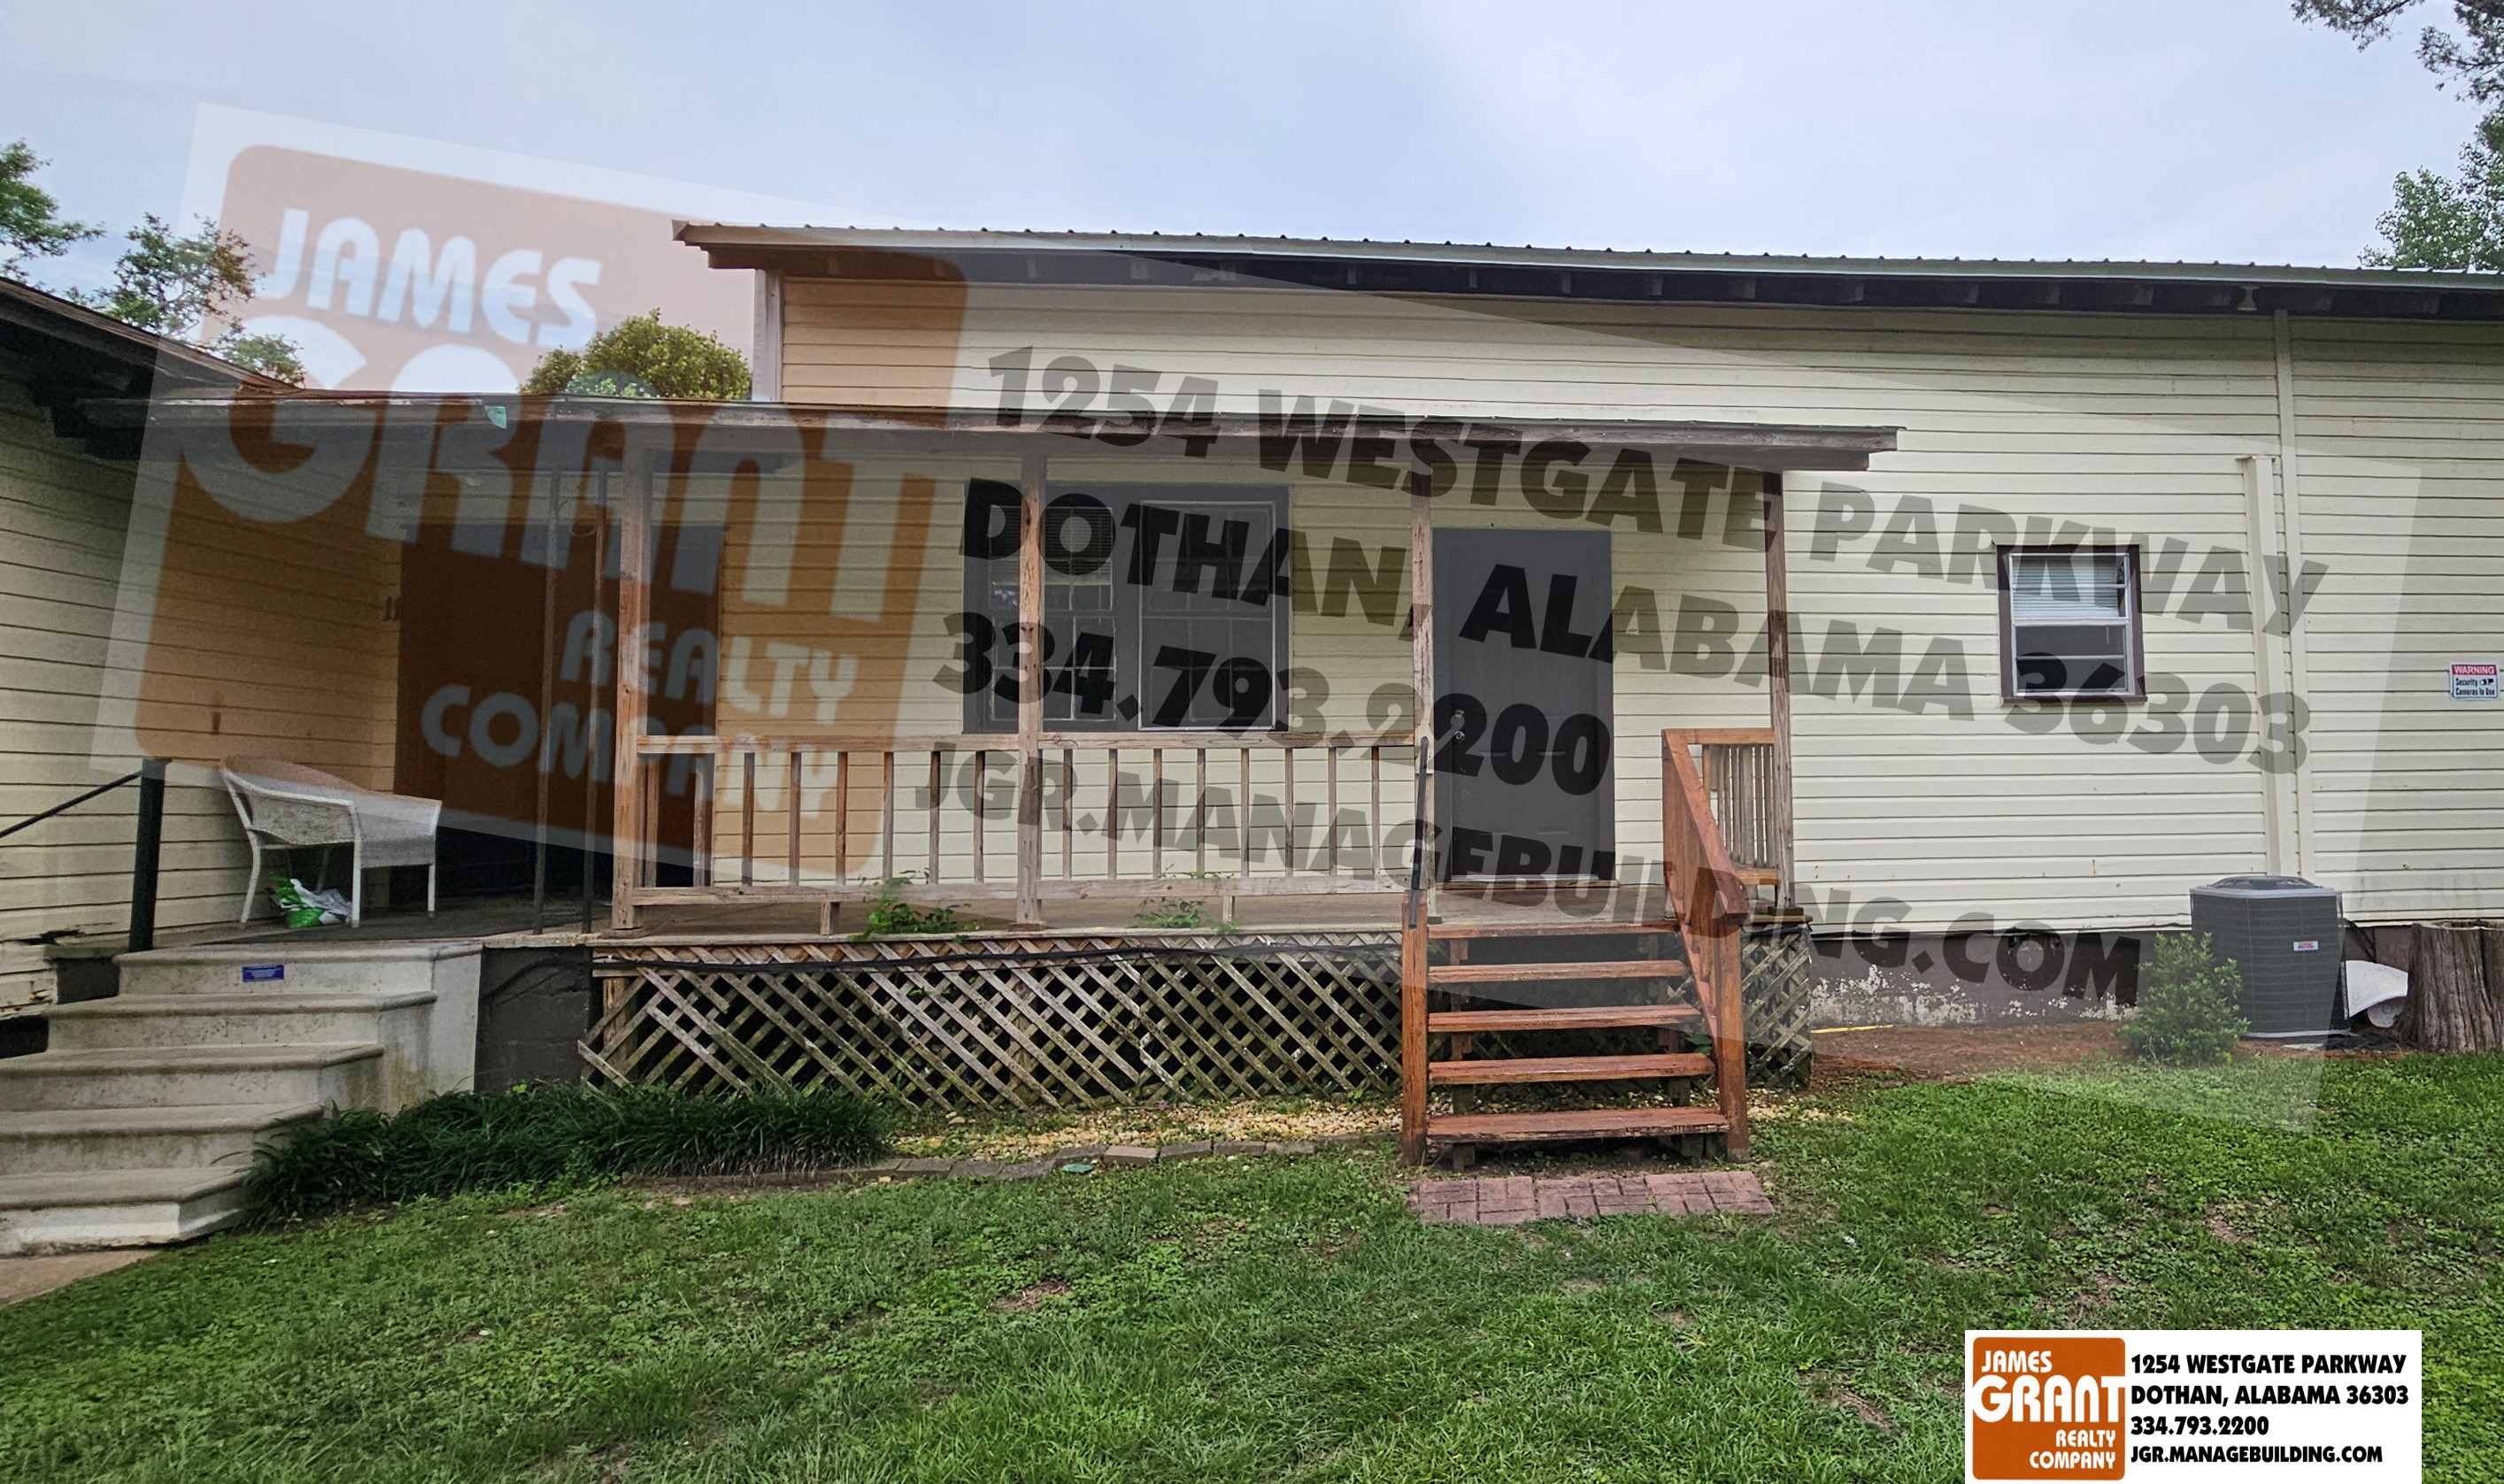 JAMES
GRANT
REALTY
COMPANY
1254 WESTGATE PARKWAY
DOTHAN, ALABAMA 36303
334.793.2200
JGR.MANAGEBUILDING.COM
WARNING
Security
Cameras In Use
JAMES
GRANT
REALTY
COMPANY
1254 WESTGATE PARKWAY
DOTHAN, ALABAMA 36303
334.793.2200
JGR.MANAGEBUILDING.COM